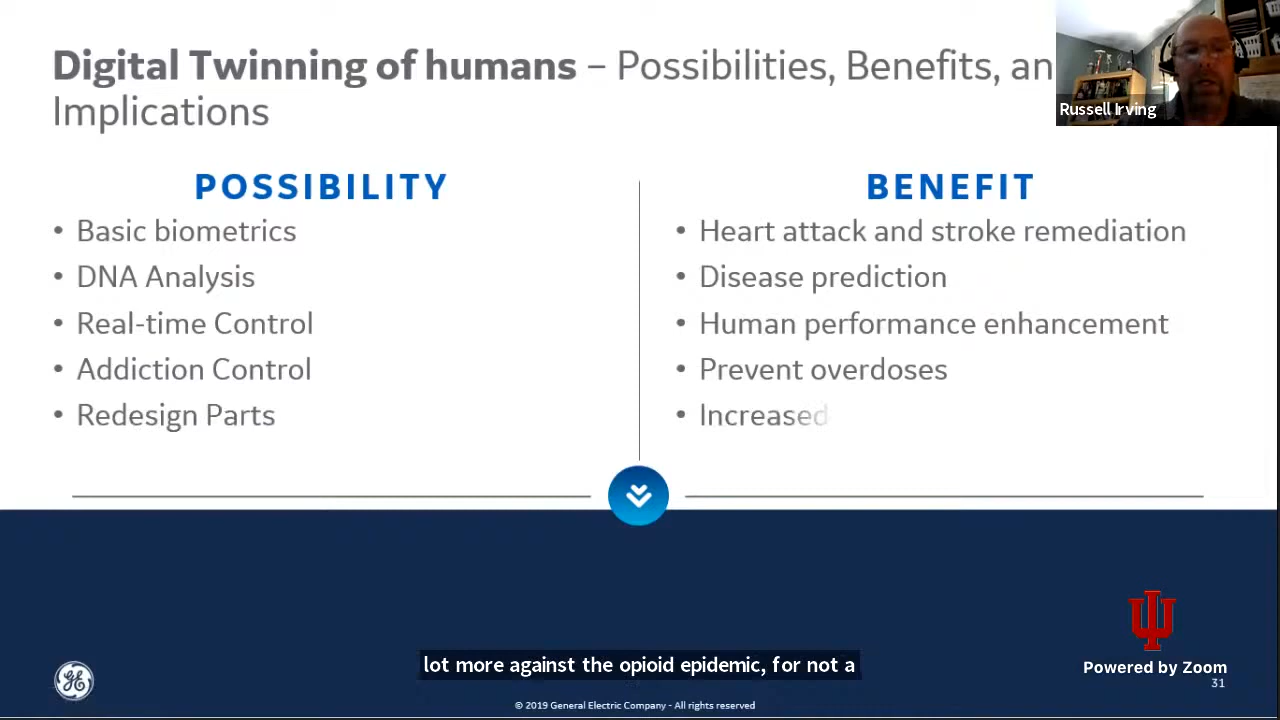 Digital Twinning of humans – Possibilities, Benefits, an
Implications
Russell Irving
POSSIBILITY
• Basic biometrics
• DNA Analysis
• Real-time Control
• Addiction Control
• Redesign Parts
BENEFIT
• Heart attack and stroke remediation
• Disease prediction
• Human performance enhancement
• Prevent overdoses
• Increased
lot more against the opioid epidemic, for not a
Powered by Zoom
31
GE
© 2019 General Electric Company - All rights reserved